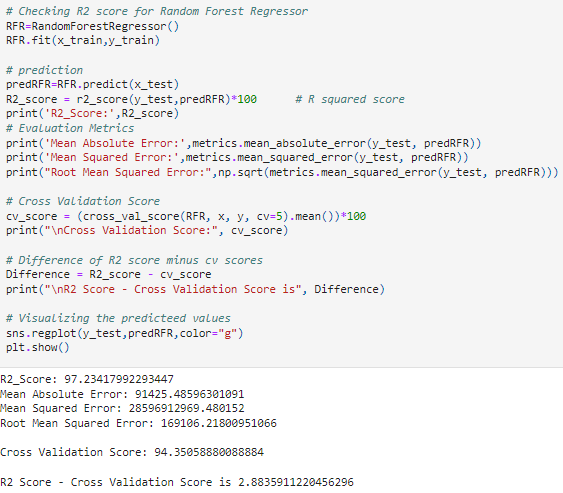 # Checking R2 score for Random Forest Regressor
RFR=RandomForestRegressor()
RFR.fit(x_train,y_train)
# prediction
predRFR=RFR.predict(x_test)
R2_score = r2_score(y_test,predRFR)*100      # R squared score
print('R2_Score:',R2_score)
# Evaluation Metrics
print('Mean Absolute Error:',metrics.mean_absolute_error(y_test, predRFR))
print('Mean Squared Error:',metrics.mean_squared_error(y_test, predRFR))
print("Root Mean Squared Error:",np.sqrt(metrics.mean_squared_error(y_test, predRFR)))
# Cross Validation Score
cv_score = (cross_val_score(RFR, x, y, cv=5).mean())*100
print("\nCross Validation Score:", cv_score)
# Difference of R2 score minus cv scores
Difference = R2_score - cv_score
print("\nR2 Score - Cross Validation Score is", Difference)
# Visualizing the predicteed values
sns.regplot(y_test,predRFR,color="g")
plt.show()
R2_Score: 97.23417992293447
Mean Absolute Error: 91425.48596301091
Mean Squared Error: 28596912969.480152
Root Mean Squared Error: 169106.21800951066
Cross Validation Score: 94.35058880088884
R2 Score - Cross Validation Score is 2.8835911220456296